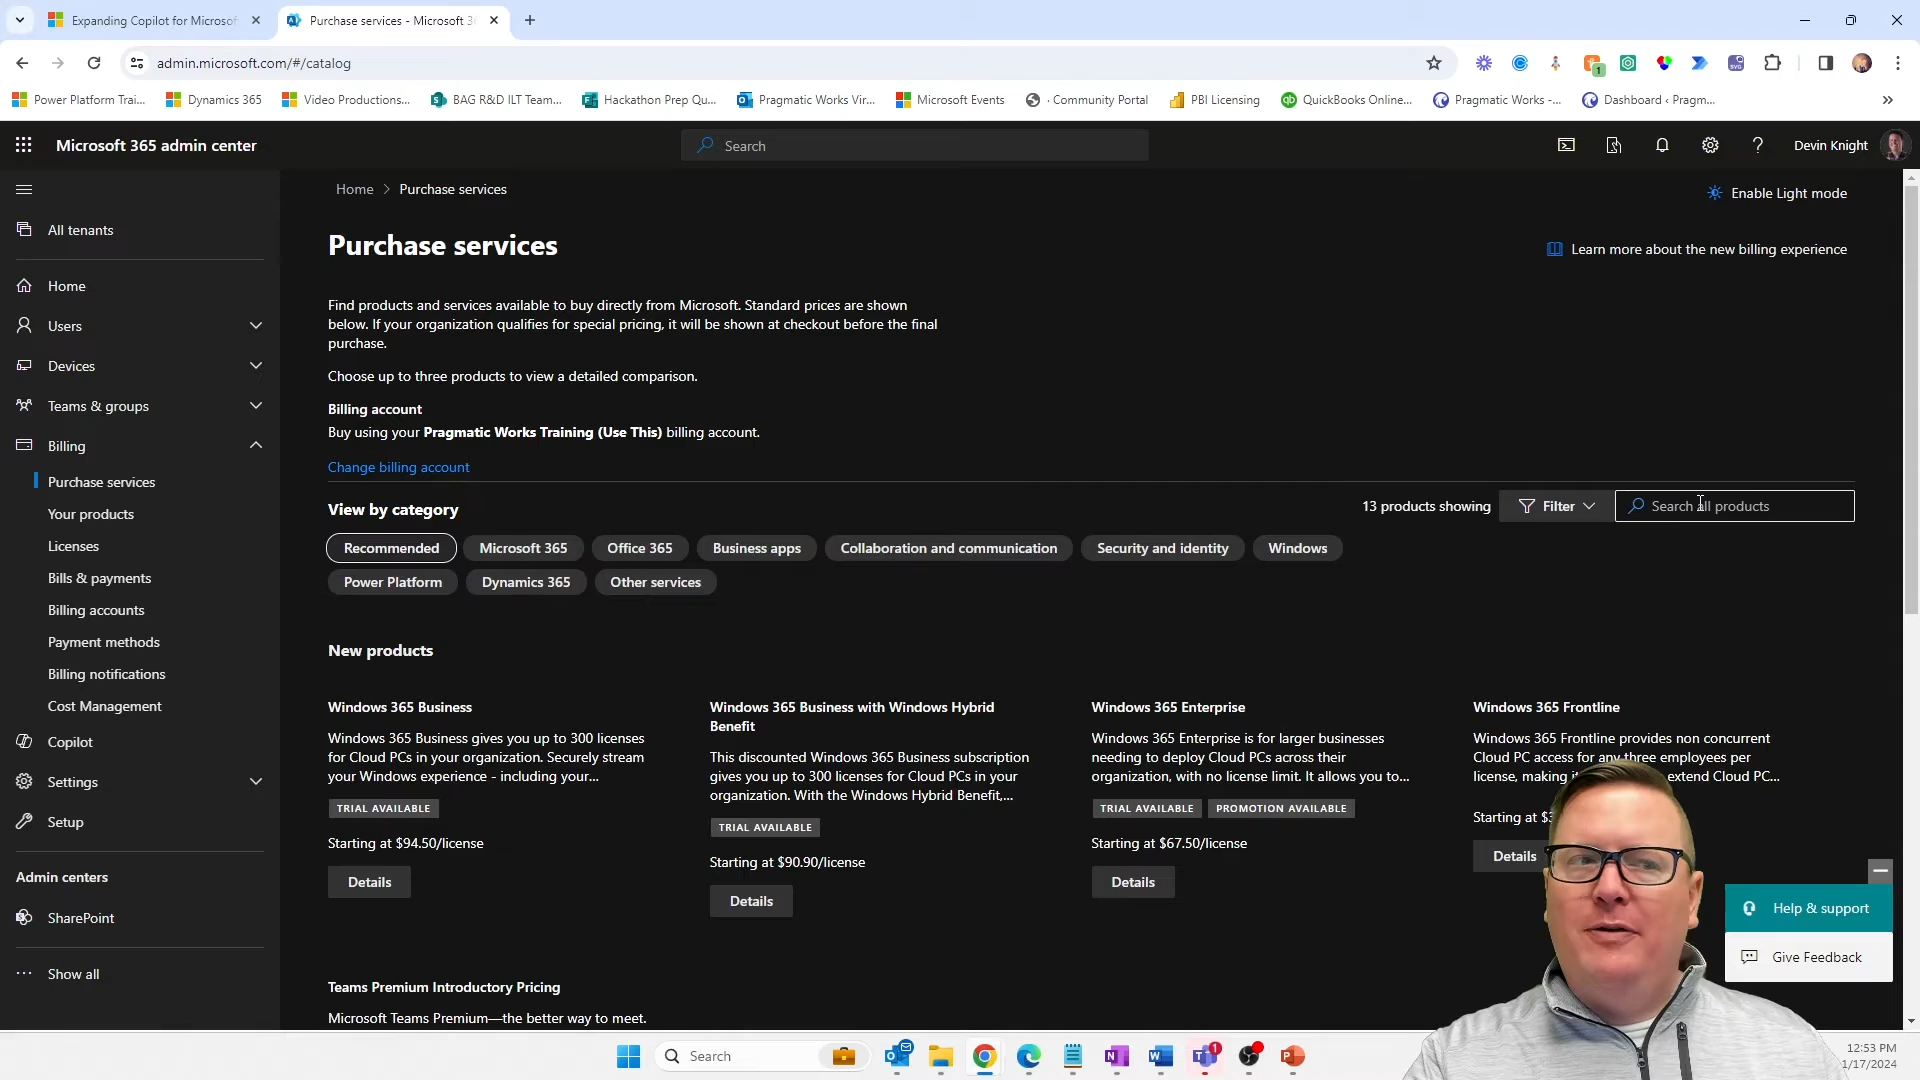 Expanding Copilot for Microsof
Purchase services - Microsoft 3
admin.microsoft.com/#/catalog
1
Power Platform Trai...
Dynamics 365
Video Productions...
BAG R&D ILT Team...
Hackathon Prep Qu...
Pragmatic Works Vir...
Microsoft Events
· Community Portal
PBI Licensing
QuickBooks Online...
Pragmatic Works -...
Dashboard ‹ Pragm...
Microsoft 365 admin center
Search
Devin Knight
All tenants
Home
Users
Devices
Teams & groups
Billing
Purchase services
Your products
Licenses
Bills & payments
Billing accounts
Payment methods
Billing notifications
Cost Management
Copilot
Settings
Setup
Admin centers
SharePoint
Show all
Home > Purchase services
Enable Light mode
Purchase services
Learn more about the new billing experience
Find products and services available to buy directly from Microsoft. Standard prices are shown
below. If your organization qualifies for special pricing, it will be shown at checkout before the final
purchase.
Choose up to three products to view a detailed comparison.
Billing account
Buy using your Pragmatic Works Training (Use This) billing account.
Change billing account
View by category
13 products showing
Filter
Search all products
Recommended
Microsoft 365
Office 365
Business apps
Collaboration and communication
Security and identity
Windows
Power Platform
Dynamics 365
Other services
New products
Windows 365 Business
Windows 365 Business gives you up to 300 licenses
for Cloud PCs in your organization. Securely stream
your Windows experience - including your...
TRIAL AVAILABLE
Starting at $94.50/license
Details
Windows 365 Business with Windows Hybrid
Benefit
This discounted Windows 365 Business subscription
gives you up to 300 licenses for Cloud PCs in your
organization. With the Windows Hybrid Benefit,...
TRIAL AVAILABLE
Starting at $90.90/license
Details
Windows 365 Enterprise
Windows 365 Enterprise is for larger businesses
needing to deploy Cloud PCs across their
organization, with no license limit. It allows you to...
TRIAL AVAILABLE
PROMOTION AVAILABLE
Starting at $67.50/license
Details
Windows 365 Frontline
Windows 365 Frontline provides non concurrent
Cloud PC access for any three employees per
license, making extend Cloud PC...
Starting at
Details
Help & support
Give Feedback
Teams Premium Introductory Pricing
Microsoft Teams Premium—the better way to meet.
Search
1
12:53 PM
1/17/2024